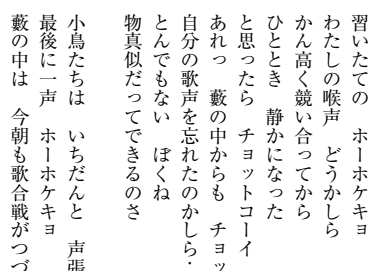 習いたての　ホーホケキョ
わたしの喉声　どうかしら
かん高く競い合ってから
ひととき　静かになった
と思ったら　チョットコーイ
あれっ　藪の中からも　チョッ
自分の歌声を忘れたのかしら・
とんでもない　ぼくね
物真似だってできるのさ
小鳥たちは　いちだんと　声張
最後に一声　ホーホケキョ
藪の中は　今朝も歌合戦がつづ